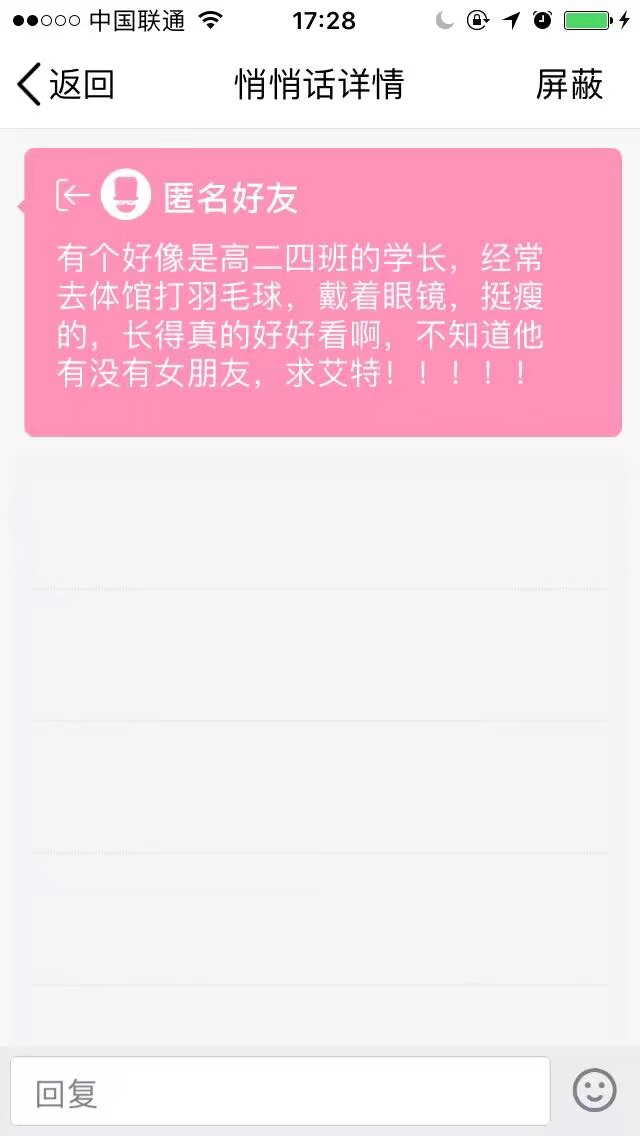 中国联通 17:28
返回 悄悄话详情 屏蔽
匿名好友
有个好像是高二四班的学长，经常
去体馆打羽毛球，戴着眼镜，挺瘦
的，长得真的好好看啊，不知道他
有没有女朋友，求艾特！！！！！
回复